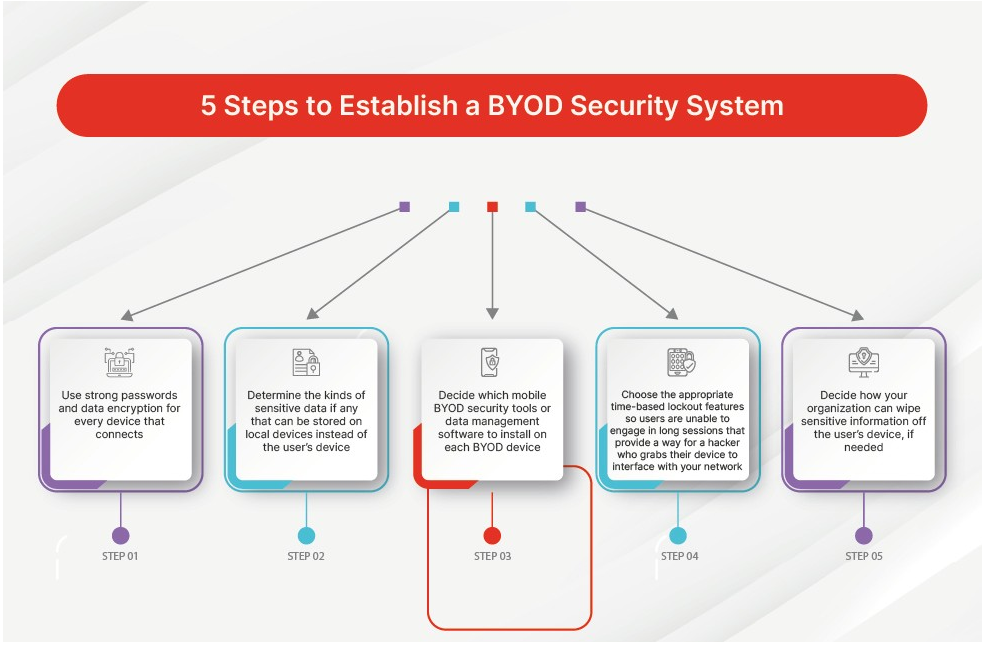 5 Steps to Establish a BYOD Security System
Use strong passwords
and data encryption for
every device that
connects
STEP 01
Determine the kinds of
sensitive data if any
that can be stored on
local devices instead of
the user's device
STEP 02
Decide which mobile
BYOD security tools or
data management
software to install on
each BYOD device
STEP 03
Choose the appropriate
time-based lockout features
so users are unable to
engage in long sessions that
provide a way for a hacker
who grabs their device to
interface with your network
STEP 04
Decide how your
organization can wipe
sensitive information off
the user's device, if
needed
STEP 05